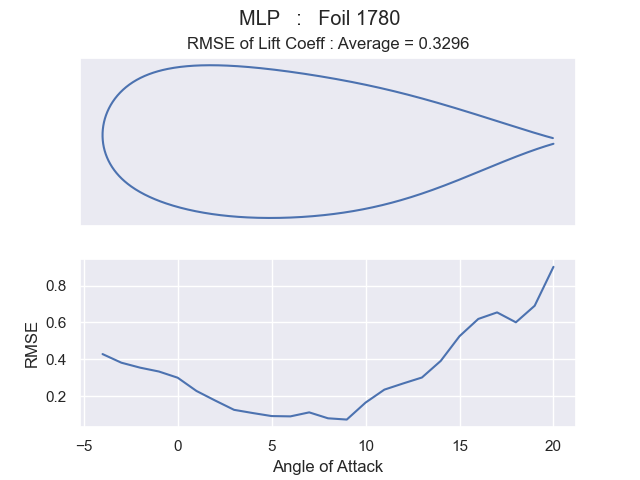 MLP : Foil 1780
RMSE of Lift Coeff : Average = 0.3296
0.8
0.6
0.4
0.2
RMSE
−5 0 5 10 15 20
Angle of Attack